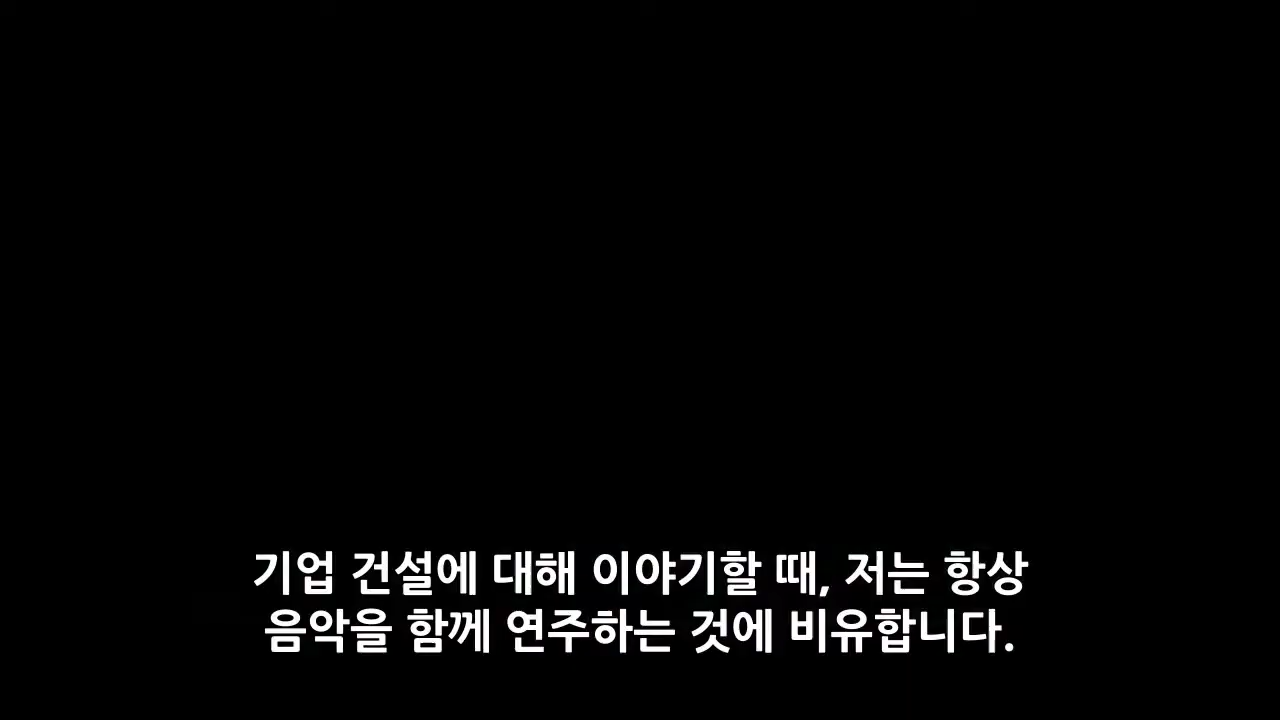 기업 건설에 대해 이야기할 때, 저는 항상
음악을 함께 연주하는 것에 비유합니다.